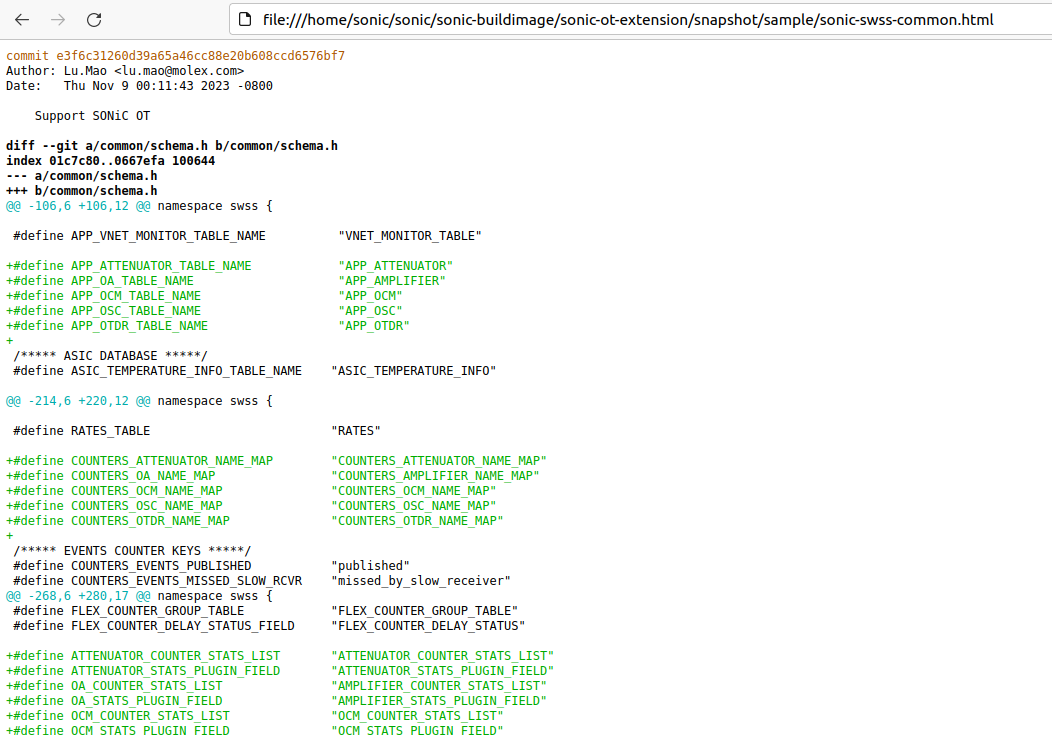 file:///home/sonic/sonic/sonic-buildimage/sonic-ot-extension/snapshot/sample/sonic-swss-common.html
commit e3f6c31260d39a65a46cc88e20b608ccd6576bf7
Author: Lu.Mao <lu.mao@molex.com>
Date:   Thu Nov 9 00:11:43 2023 -0800

    Support SONiC OT

diff --git a/common/schema.h b/common/schema.h
index 01c7c80..0667efa 100644
--- a/common/schema.h
+++ b/common/schema.h
@@ -106,6 +106,12 @@ namespace swss {

 #define APP_VNET_MONITOR_TABLE_NAME          "VNET_MONITOR_TABLE"

+#define APP_ATTENUATOR_TABLE_NAME            "APP_ATTENUATOR"
+#define APP_OA_TABLE_NAME                    "APP_AMPLIFIER"
+#define APP_OCM_TABLE_NAME                   "APP_OCM"
+#define APP_OSC_TABLE_NAME                   "APP_OSC"
+#define APP_OTDR_TABLE_NAME                  "APP_OTDR"
+
 /***** ASIC DATABASE *****/
 #define ASIC_TEMPERATURE_INFO_TABLE_NAME    "ASIC_TEMPERATURE_INFO"

@@ -214,6 +220,12 @@ namespace swss {

 #define RATES_TABLE                         "RATES"

+#define COUNTERS_ATTENUATOR_NAME_MAP        "COUNTERS_ATTENUATOR_NAME_MAP"
+#define COUNTERS_OA_NAME_MAP                "COUNTERS_AMPLIFIER_NAME_MAP"
+#define COUNTERS_OCM_NAME_MAP               "COUNTERS_OCM_NAME_MAP"
+#define COUNTERS_OSC_NAME_MAP               "COUNTERS_OSC_NAME_MAP"
+#define COUNTERS_OTDR_NAME_MAP              "COUNTERS_OTDR_NAME_MAP"
+
 /***** EVENTS COUNTER KEYS *****/
 #define COUNTERS_EVENTS_PUBLISHED           "published"
 #define COUNTERS_EVENTS_MISSED_SLOW_RCVR    "missed_by_slow_receiver"
@@ -268,6 +280,17 @@ namespace swss {
 #define FLEX_COUNTER_GROUP_TABLE            "FLEX_COUNTER_GROUP_TABLE"
 #define FLEX_COUNTER_DELAY_STATUS_FIELD     "FLEX_COUNTER_DELAY_STATUS"

+#define ATTENUATOR_COUNTER_STATS_LIST       "ATTENUATOR_COUNTER_STATS_LIST"
+#define ATTENUATOR_STATS_PLUGIN_FIELD       "ATTENUATOR_STATS_PLUGIN_FIELD"
+#define OA_COUNTER_STATS_LIST               "AMPLIFIER_COUNTER_STATS_LIST"
+#define OA_STATS_PLUGIN_FIELD               "AMPLIFIER_STATS_PLUGIN_FIELD"
+#define OCM_COUNTER_STATS_LIST              "OCM_COUNTER_STATS_LIST"
+#define OCM_STATS_PLUGIN_FIELD              "OCM_STATS_PLUGIN_FIELD"